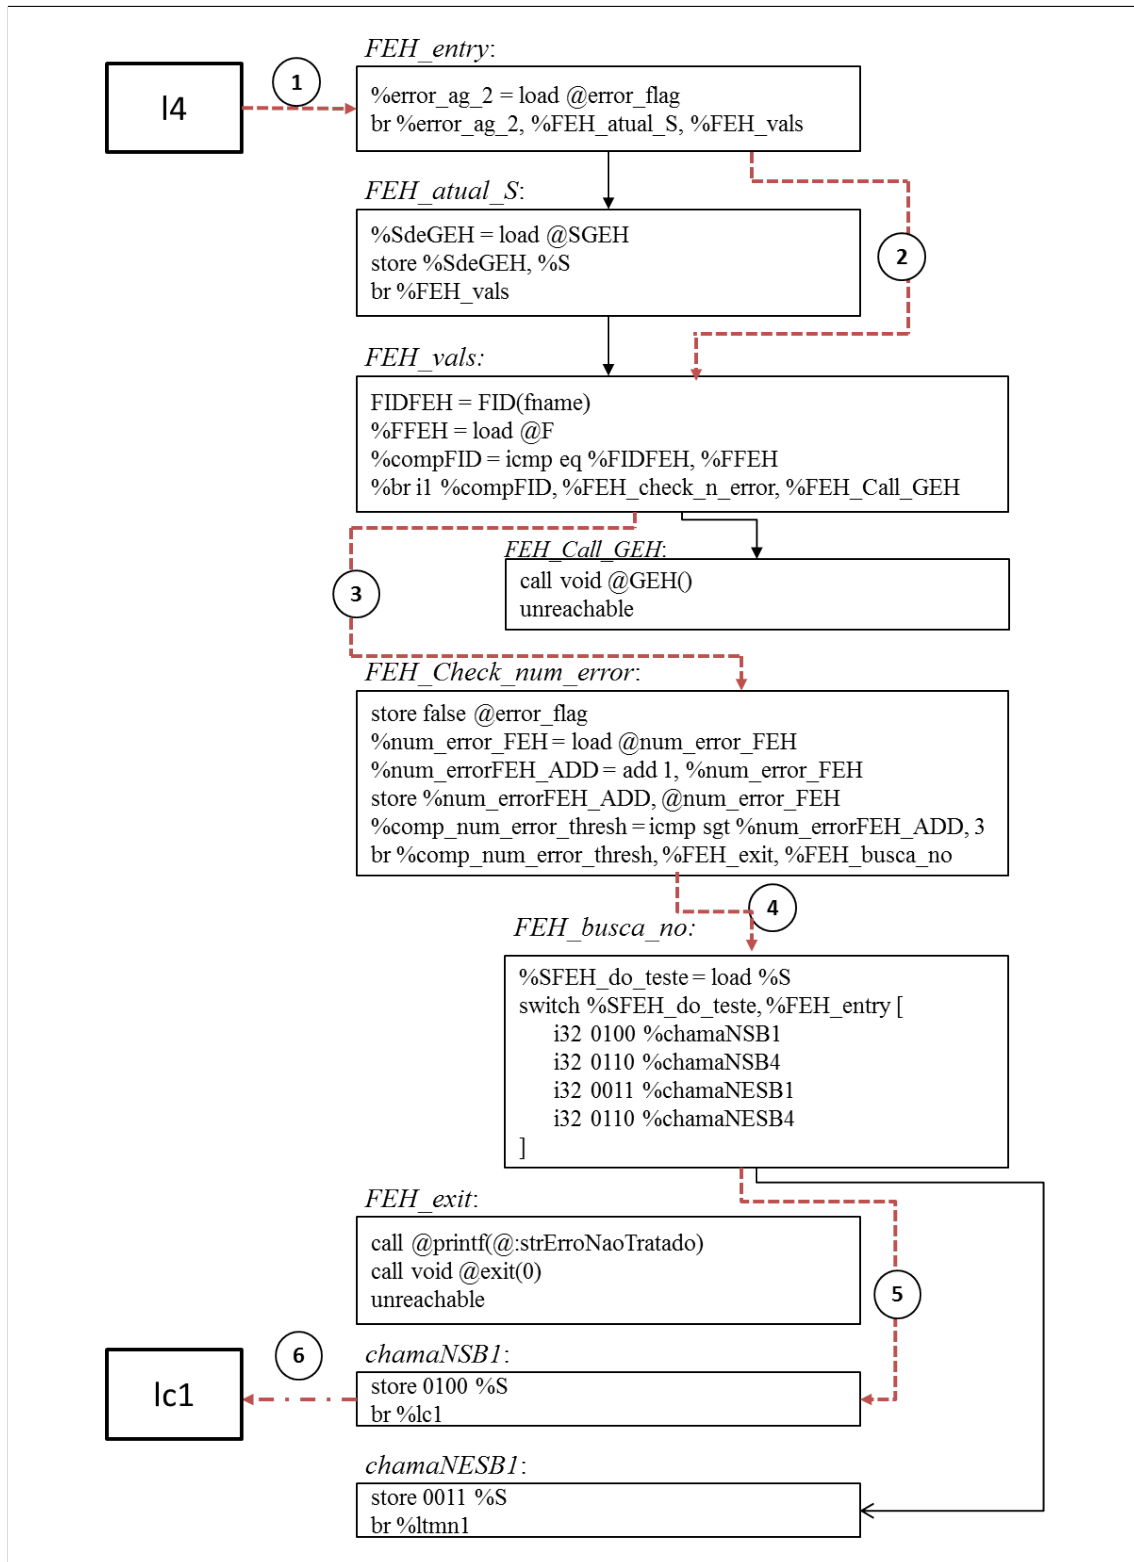 FEH_entry:
l4
1
%error_ag_2 = load @error_flag
br %error_ag_2, %FEH_atual_S, %FEH_vals
FEH_atual_S:
%SdeGEH = load @SGEH
store %SdeGEH, %S
br %FEH_vals
2
FEH_vals:
FIDFEH = FID(fname)
%FFEH = load @F
%compFID = icmp eq %FIDFEH, %FFEH
%br i1 %compFID, %FEH_check_n_error, %FEH_Call_GEH
FEH_Call_GEH:
call void @GEH()
unreachable
3
FEH_Check_num_error:
store false @error_flag
%num_error_FEH = load @num_error_FEH
%num_errorFEH_ADD = add 1, %num_error_FEH
store %num_errorFEH_ADD, @num_error_FEH
%comp_num_error_thresh = icmp sgt %num_errorFEH_ADD, 3
br %comp_num_error_thresh, %FEH_exit, %FEH_busca_no
4
FEH_busca_no:
%SFEH_do_teste = load %S
switch %SFEH_do_teste, %FEH_entry [
i32 0100 %chamaNSB1
i32 0110 %chamaNSB4
i32 0011 %chamaNESB1
i32 0110 %chamaNESB4
]
FEH_exit:
call @printf(@:strErroNaoTratado)
call void @exit(0)
unreachable
5
chamaNSB1:
6
lc1
store 0100 %S
br %lc1
chamaNESB1:
store 0011 %S
br %ltmn1